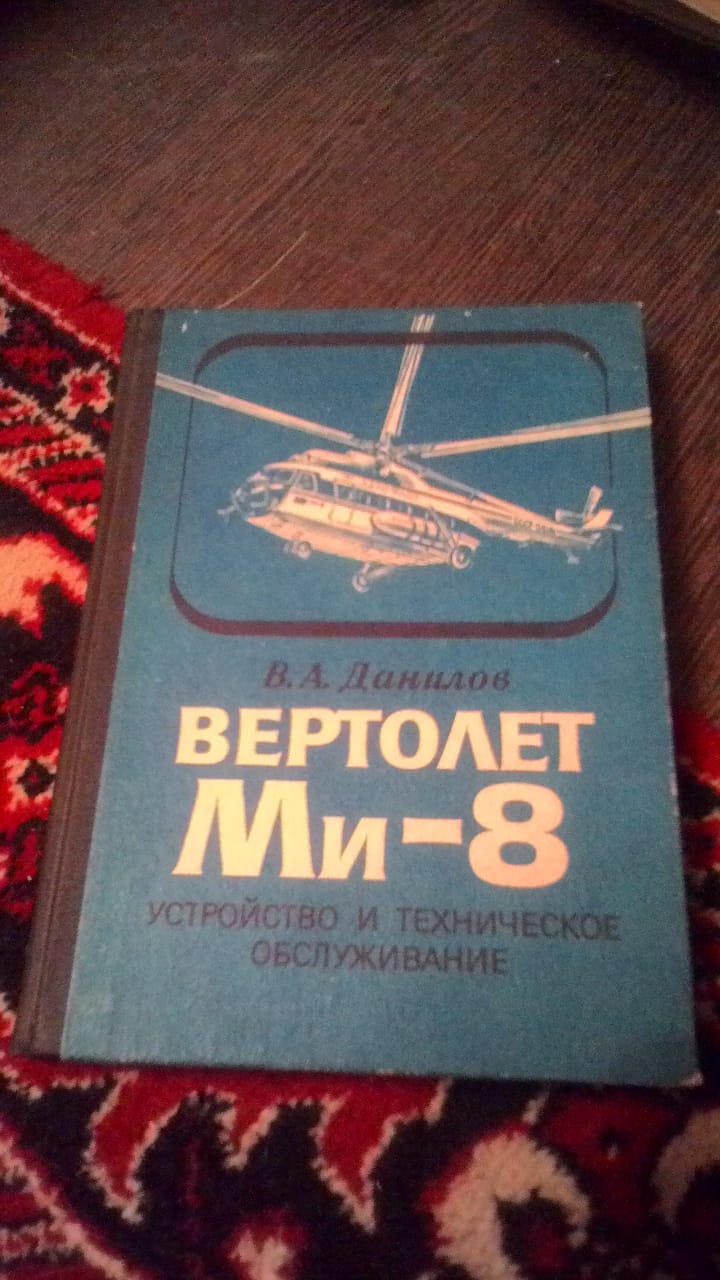 В. А. Данилов
ВЕРТОЛЕТ
Ми-8
УСТРОЙСТВО И ТЕХНИЧЕСКОЕ
ОБСЛУЖИВАНИЕ